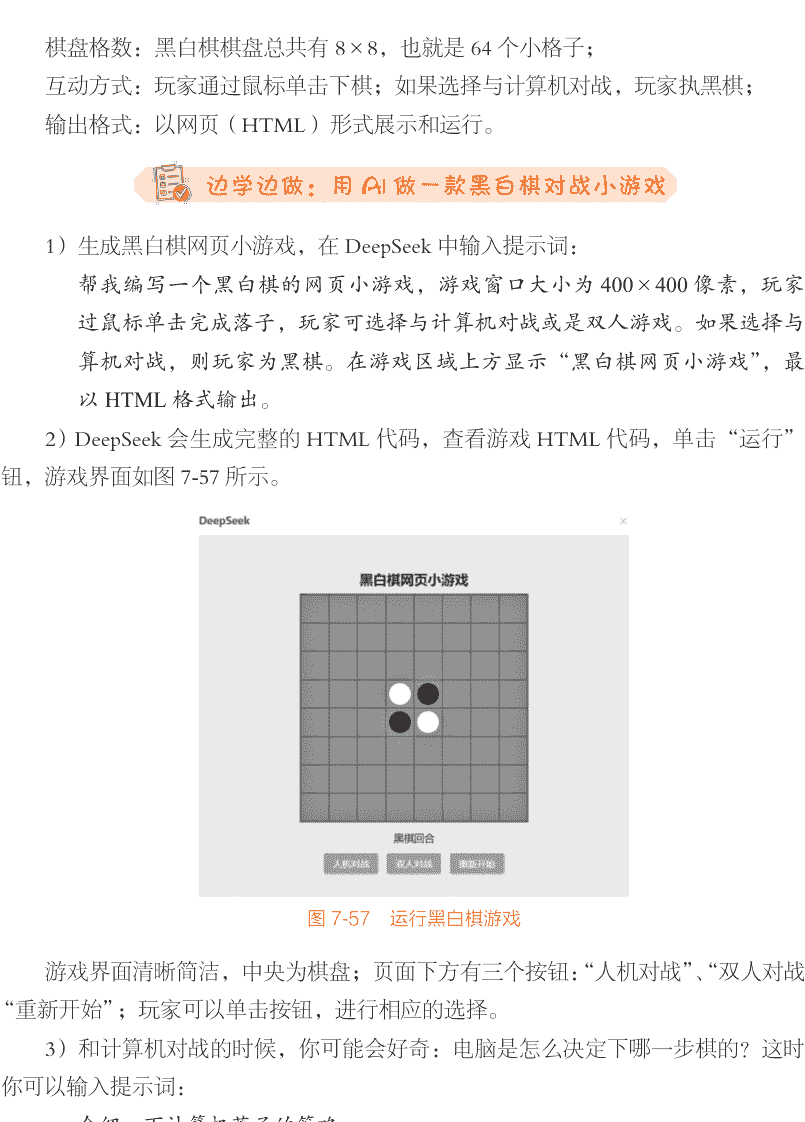 棋盘格数：黑白棋棋盘总共有 8×8，也就是 64 个小格子；
互动方式：玩家通过鼠标单击下棋；如果选择与计算机对战，玩家执黑棋；
输出格式：以网页（HTML）形式展示和运行。
边学边做：用 AI 做一款黑白棋对战小游戏
1）生成黑白棋网页小游戏，在 DeepSeek 中输入提示词：
帮我编写一个黑白棋的网页小游戏，游戏窗口大小为 400×400 像素，玩家
过鼠标单击完成落子，玩家可选择与计算机对战或是双人游戏。如果选择与
算机对战，则玩家为黑棋。在游戏区域上方显示“黑白棋网页小游戏”，最
以 HTML 格式输出。
2）DeepSeek 会生成完整的 HTML 代码，查看游戏 HTML 代码，单击“运行”
钮，游戏界面如图 7-57 所示。
DeepSeek ×
黑白棋网页小游戏
黑棋回合
人机对战 双人对战 重新开始
图 7-57 运行黑白棋游戏
游戏界面清晰简洁，中央为棋盘；页面下方有三个按钮：“人机对战”、“双人对战
“重新开始”；玩家可以单击按钮，进行相应的选择。
3）和计算机对战的时候，你可能会好奇：电脑是怎么决定下哪一步棋的？这时
你可以输入提示词：